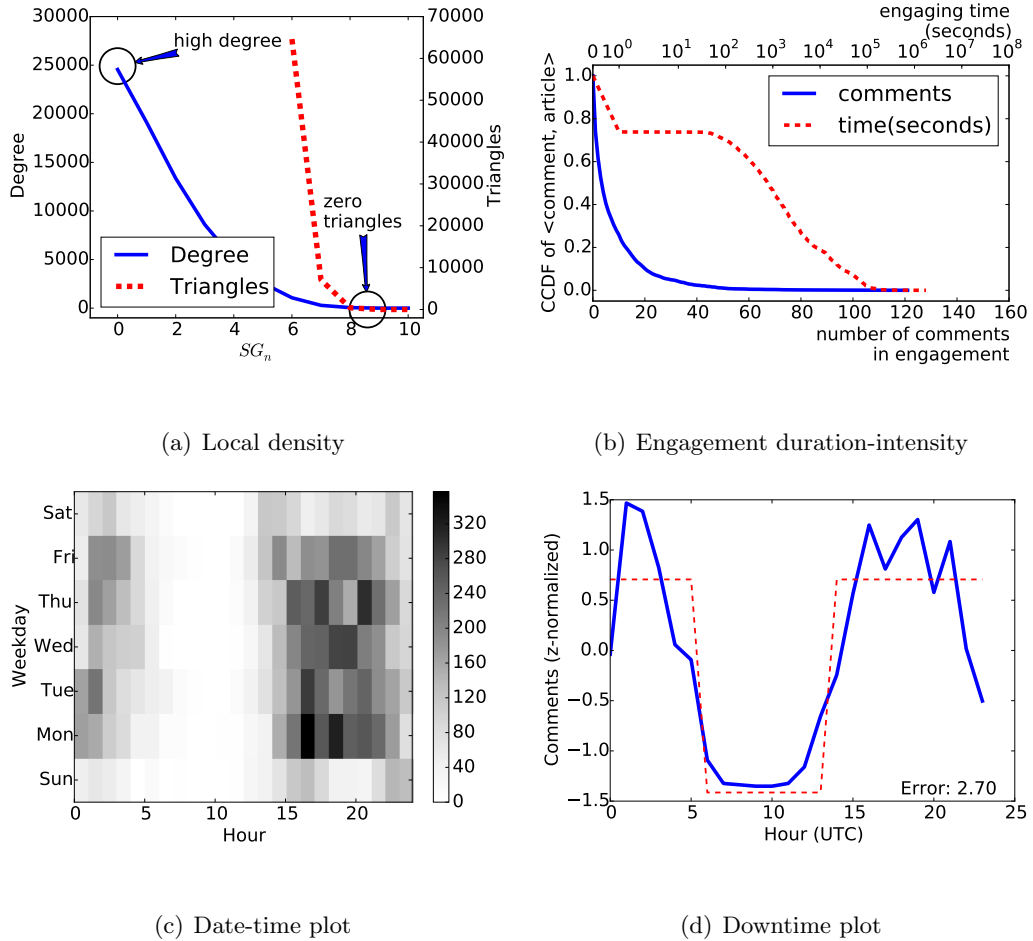 30000
25000
20000
15000
10000
5000
0
Degree
70000
60000
50000
40000
30000
20000
10000
0
Triangles
high degree
zero
triangles
Degree
Triangles
0 2 4 6 8 10
SG_n
(a) Local density
engaging time
(seconds)
0 10^0 10^1 10^2 10^3 10^4 10^5 10^6 10^7 10^8
1.0
0.8
0.6
0.4
0.2
0.0
CCDF of <comment, article>
comments
time(seconds)
0 20 40 60 80 100 120 140 160
number of comments
in engagement
(b) Engagement duration-intensity
Sat
Fri
Thu
Wed
Tue
Mon
Sun
Weekday
0 5 10 15 20
Hour
320
280
240
200
160
120
80
40
0
(c) Date-time plot
1.5
1.0
0.5
0.0
−0.5
−1.0
−1.5
Comments (z-normalized)
Error: 2.70
0 5 10 15 20 25
Hour (UTC)
(d) Downtime plot